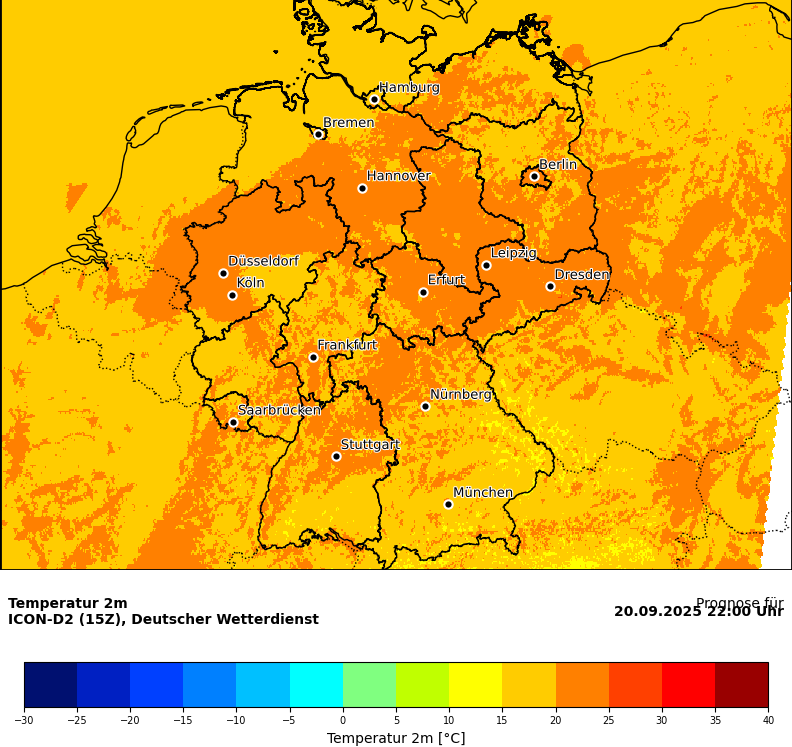 Hamburg
Bremen
Berlin
Hannover
Leipzig
Düsseldorf
Dresden
Köln
Erfurt
Frankfurt
Nürnberg
Saarbrücken
Stuttgart
München
Temperatur 2m
ICON-D2 (15Z), Deutscher Wetterdienst
Prognose für
20.09.2025 22:00 Uhr
−30 −25 −20 −15 −10 −5 0 5 10 15 20 25 30 35 40
Temperatur 2m [°C]